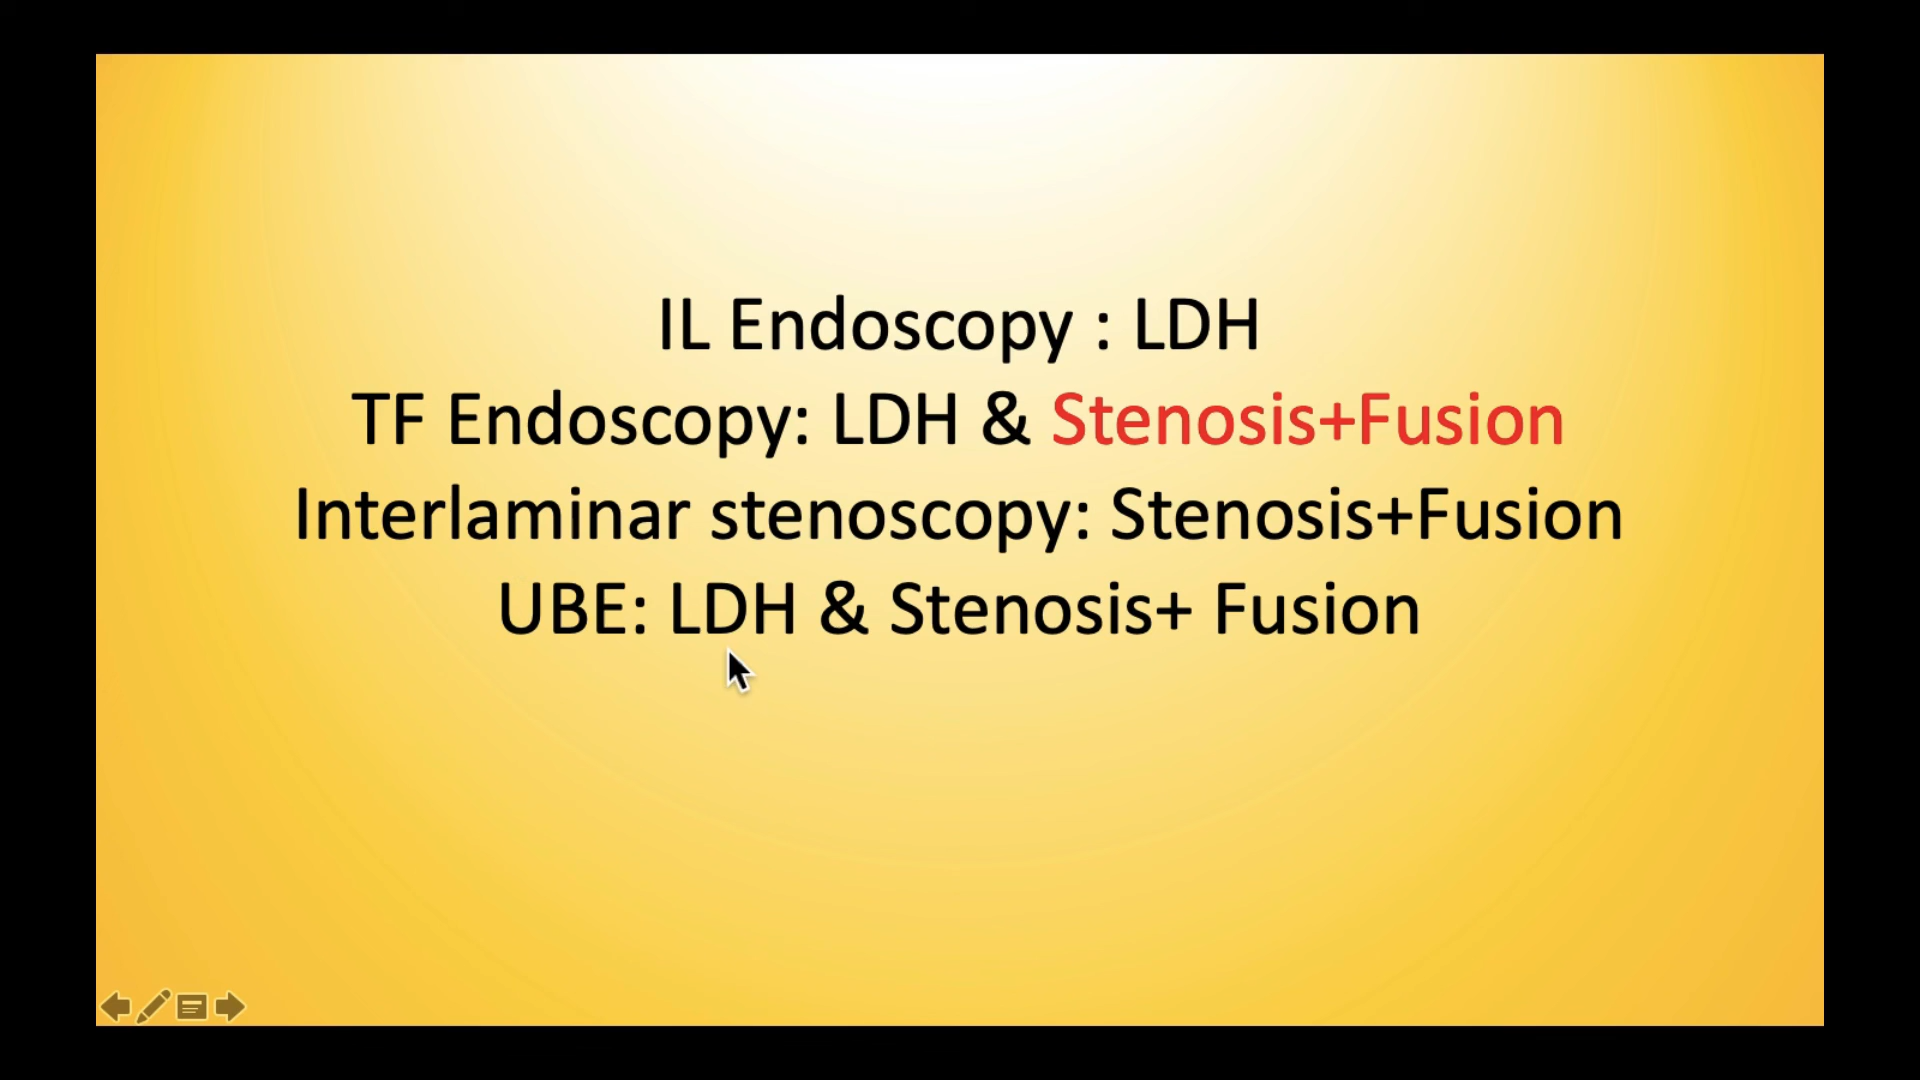 IL Endoscopy : LDH
TF Endoscopy: LDH & Stenosis+Fusion
Interlaminar stenoscopy: Stenosis+Fusion
UBE: LDH & Stenosis+ Fusion